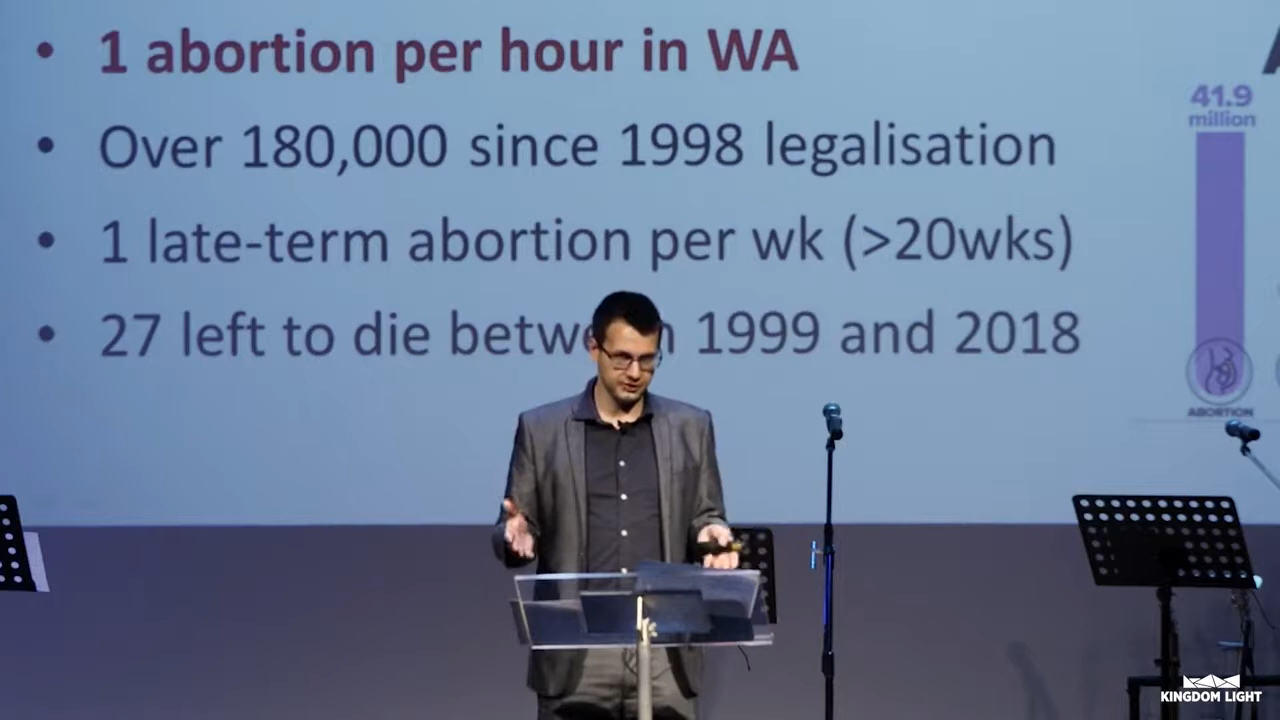 • 1 abortion per hour in WA
• Over 180,000 since 1998 legalisation
• 1 late-term abortion per wk (>20wks)
• 27 left to die 1999 and 2018
41.9
million
ABORTION
KINGDOM LIGHT